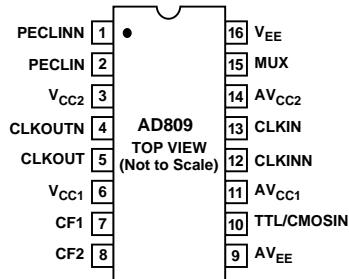 PECLINN 1 16 VEE
PECLIN 2 15 MUX
VCC2 3 14 AVCC2
CLKOUTN 4 AD809 13 CLKIN
TOP VIEW
CLKOUT 5 (Not to Scale) 12 CLKINN
VCC1 6 11 AVCC1
CF1 7 10 TTL/CMOSIN
CF2 8 9 AVEE